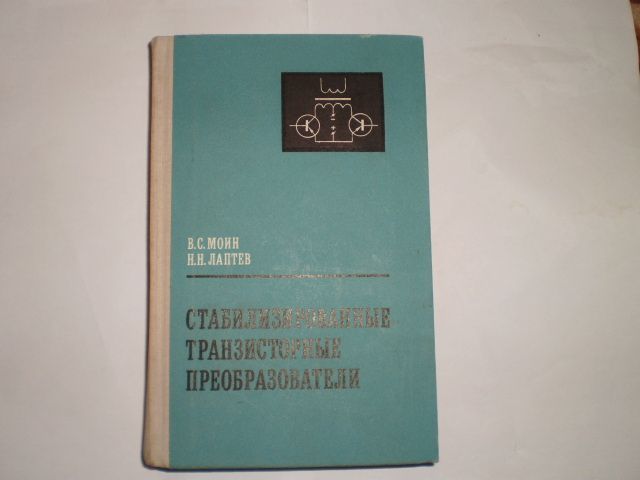 В.С.МОИН
Н.Н.ЛАПТЕВ
СТАБИЛИЗИРОВАННЫЕ
ТРАНЗИСТОРНЫЕ
ПРЕОБРАЗОВАТЕЛИ